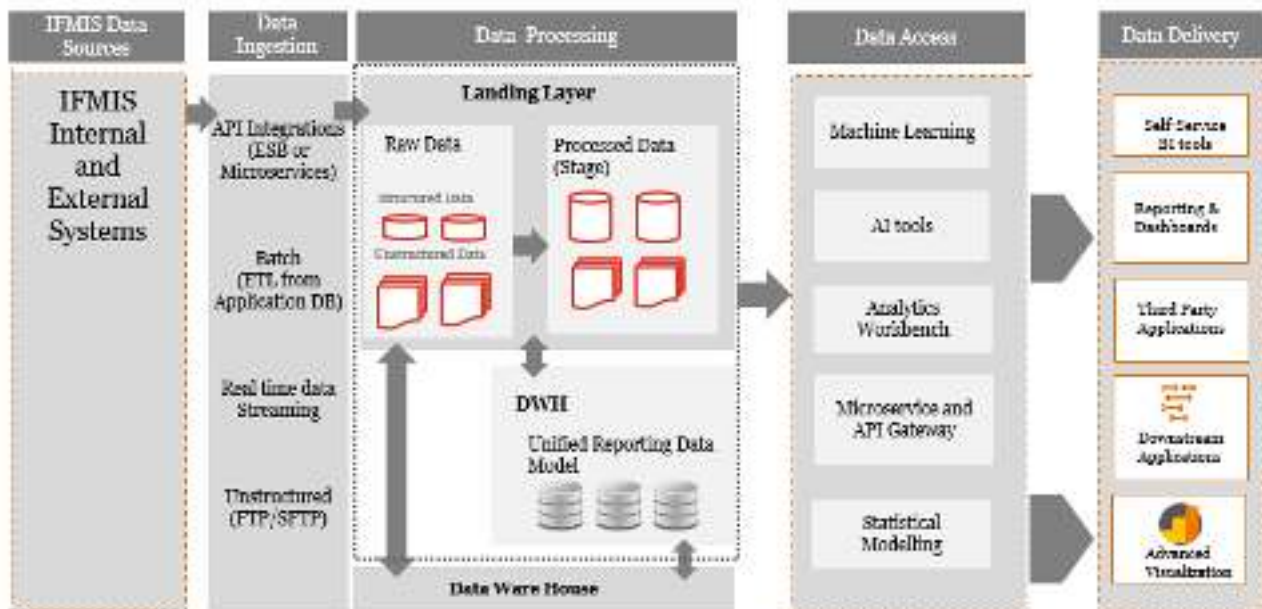 IFMIS Data
Sources
Data
Ingestion
Data Processing
Data Access
Data Delivery
IFMIS
Internal
and
External
Systems
API Integrations
(ESB or
Microservices)
Batch
(ETL from
Application DB)
Real time data
Streaming
Unstructured
(FTP/SFTP)
Landing Layer
Raw Data
Structured Data
Unstructured Data
Processed Data
(Stage)
DWH
Unified Reporting Data
Model
Data Ware House
Machine Learning
AI tools
Analytics
Workbench
Microservice and
API Gateway
Statistical
Modelling
Self-Service
BI tools
Reporting &
Dashboards
Third Party
Applications
Downstream
Applications
Advanced
Visualization